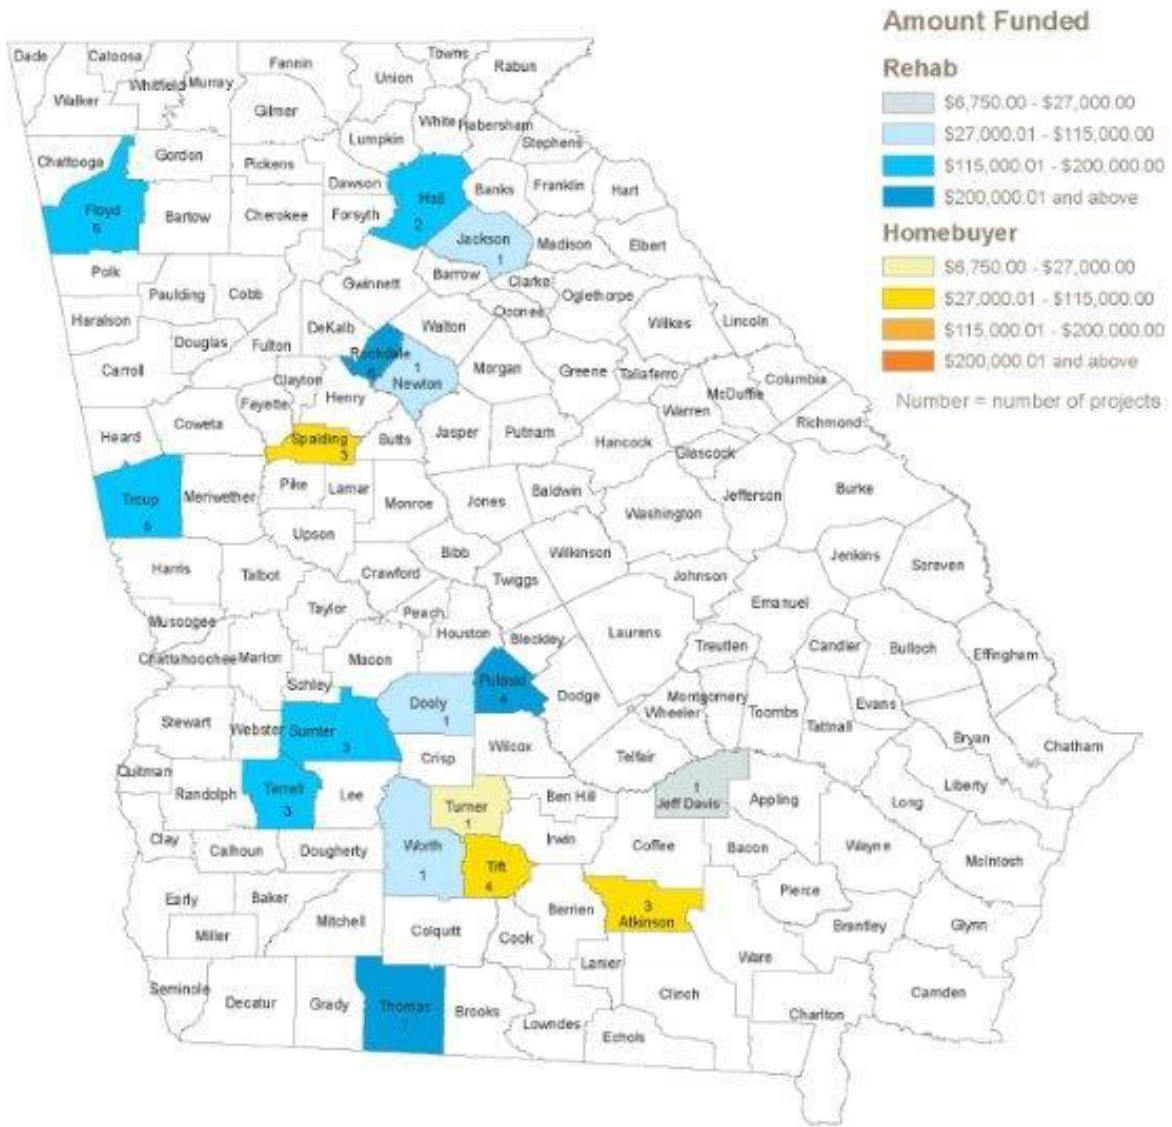 Amount Funded
Rehab
$6,750.00 - $27,000.00
$27,000.01 - $115,000.00
$115,000.01 - $200,000.00
$200,000.01 and above
Homebuyer
$6,750.00 - $27,000.00
$27,000.01 - $115,000.00
$115,000.01 - $200,000.00
$200,000.01 and above
Number = number of projects
Dade
Catoosa
Fannin
Towns
Rabun
Union
Whitfield
Murray
Walker
Gilmer
White
Habersham
Lumpkin
Stephens
Chattooga
Gordon
Pickens
Dawson
Hall
2
Banks
Franklin
Hart
Floyd
Bartow
Cherokee
Forsyth
Jackson
1
Madison
Elbert
Polk
Paulding
Cobb
Gwinnett
Barrow
Clarke
Oconee
Oglethorpe
Haralson
Douglas
Fulton
DeKalb
Walton
Wilkes
Lincoln
Carroll
Clayton
Rockdale
1
Newton
Morgan
Greene
Taliaferro
Columbia
McDuffie
Fayette
Henry
Warren
Richmond
Heard
Coweta
Spalding
Butts
Jasper
Putnam
Hancock
Glascock
Troup
Meriwether
Pike
Lamar
Monroe
Jones
Baldwin
Jefferson
Burke
Washington
Upson
Bibb
Wilkinson
Jenkins
Screven
Harris
Talbot
Crawford
Twiggs
Johnson
Taylor
Peach
Emanuel
Muscogee
Houston
Bleckley
Laurens
Treutlen
Candler
Bulloch
Effingham
Chattahoochee
Marion
Macon
Schley
Pulaski
Dodge
Montgomery
Wheeler
Toombs
Tattnall
Evans
Stewart
Webster
Sumter
3
Dooly
1
Bryan
Chatham
Crisp
Wilcox
Telfair
Quitman
Randolph
Terrell
3
Lee
Turner
1
Ben Hill
1
Jeff Davis
Appling
Long
Liberty
Clay
Calhoun
Dougherty
Worth
1
Tift
4
Irwin
Coffee
Bacon
Wayne
McIntosh
Early
Baker
Mitchell
Berrien
3
Atkinson
Pierce
Brantley
Glynn
Miller
Colquitt
Cook
Lanier
Ware
Seminole
Decatur
Grady
Thomas
7
Brooks
Lowndes
Clinch
Echols
Charlton
Camden